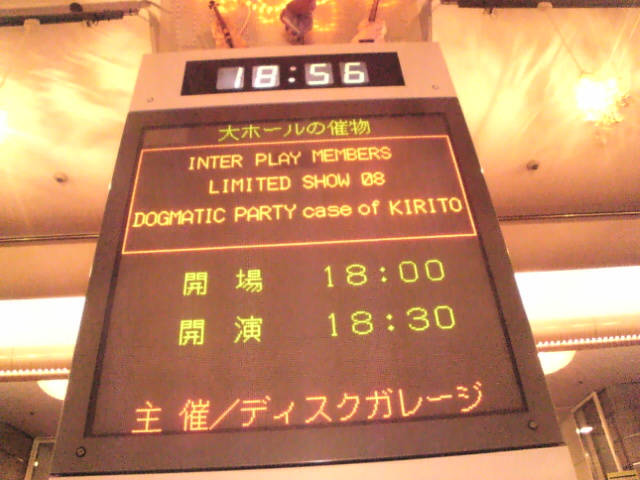 18:56
大ホールの催物
INTER PLAY MEMBERS
LIMITED SHOW 08
DOGMATIC PARTY case of KIRITO
開 場 18:00
開 演 18:30
主 催／ディスクガレージ